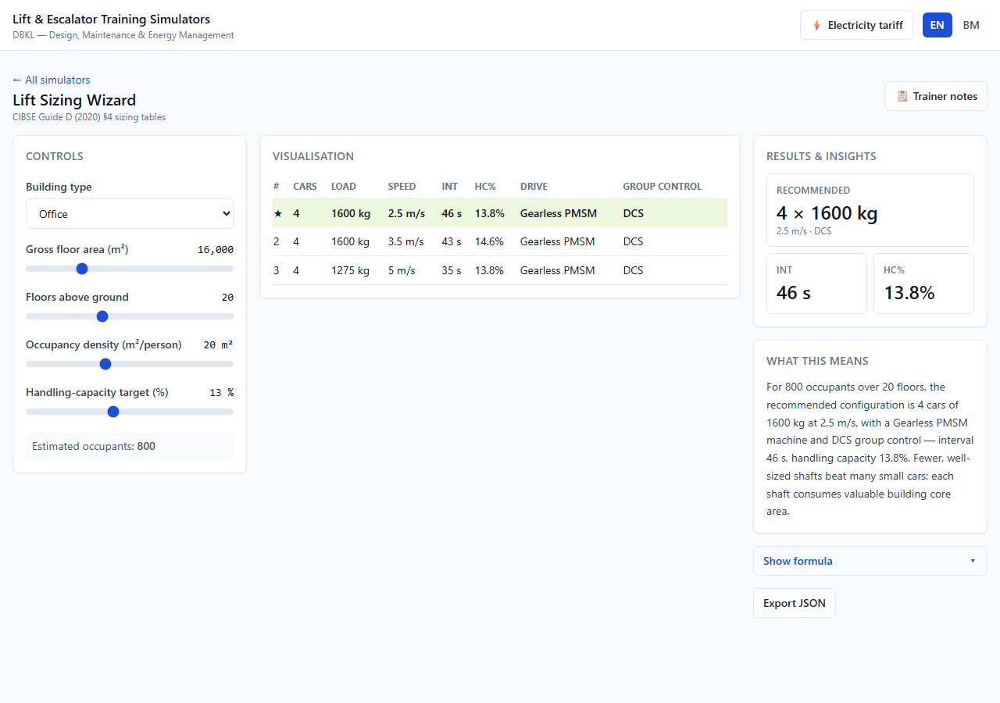 Lift & Escalator Training Simulators
DBKL — Design, Maintenance & Energy Management
Electricity tariff
EN
BM
← All simulators
Lift Sizing Wizard
CIBSE Guide D (2020) §4 sizing tables
Trainer notes
CONTROLS
Building type
Office
Gross floor area (m²) 16,000
Floors above ground 20
Occupancy density (m²/person) 20 m²
Handling-capacity target (%) 13 %
Estimated occupants: 800
VISUALISATION
# CARS LOAD SPEED INT HC% DRIVE GROUP CONTROL
★ 4 1600 kg 2.5 m/s 46 s 13.8% Gearless PMSM DCS
2 4 1600 kg 3.5 m/s 43 s 14.6% Gearless PMSM DCS
3 4 1275 kg 5 m/s 35 s 13.8% Gearless PMSM DCS
RESULTS & INSIGHTS
RECOMMENDED
4 × 1600 kg
2.5 m/s · DCS
INT
46 s
HC%
13.8%
WHAT THIS MEANS
For 800 occupants over 20 floors, the
recommended configuration is 4 cars of
1600 kg at 2.5 m/s, with a Gearless PMSM
machine and DCS group control — interval
46 s, handling capacity 13.8%. Fewer, well-
sized shafts beat many small cars: each
shaft consumes valuable building core
area.
Show formula ▾
Export JSON